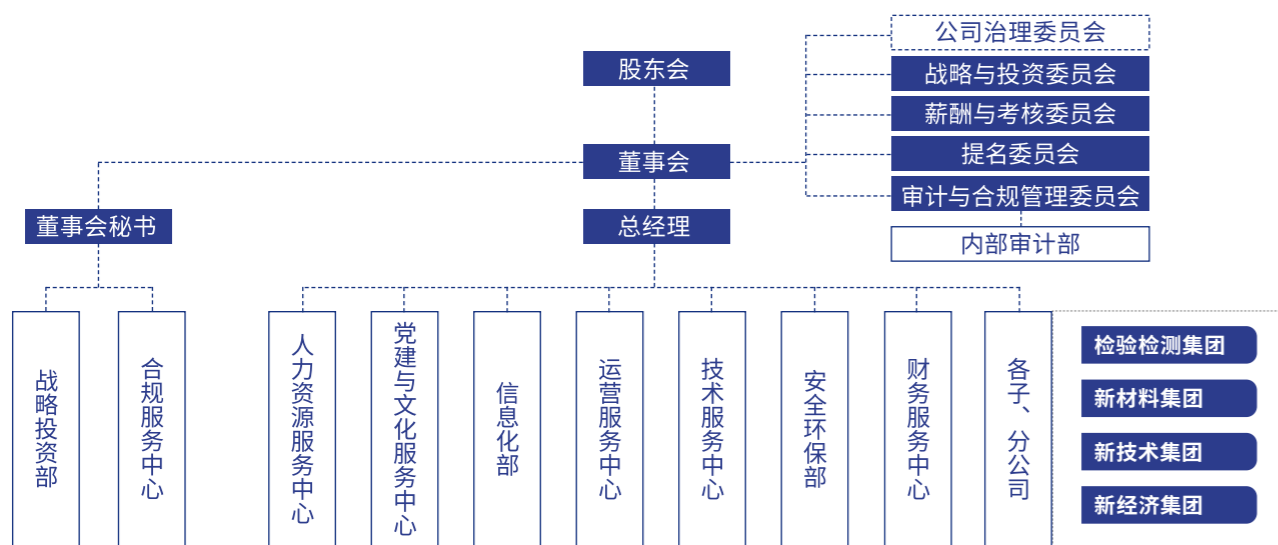 公司治理委员会
股东会
战略与投资委员会
薪酬与考核委员会
董事会
提名委员会
审计与合规管理委员会
董事会秘书
总经理
内部审计部
战略投资部
合规服务中心
人力资源服务中心
党建与文化服务中心
信息化部
运营服务中心
技术服务中心
安全环保部
财务服务中心
各子、分公司
检验检测集团
新材料集团
新技术集团
新经济集团